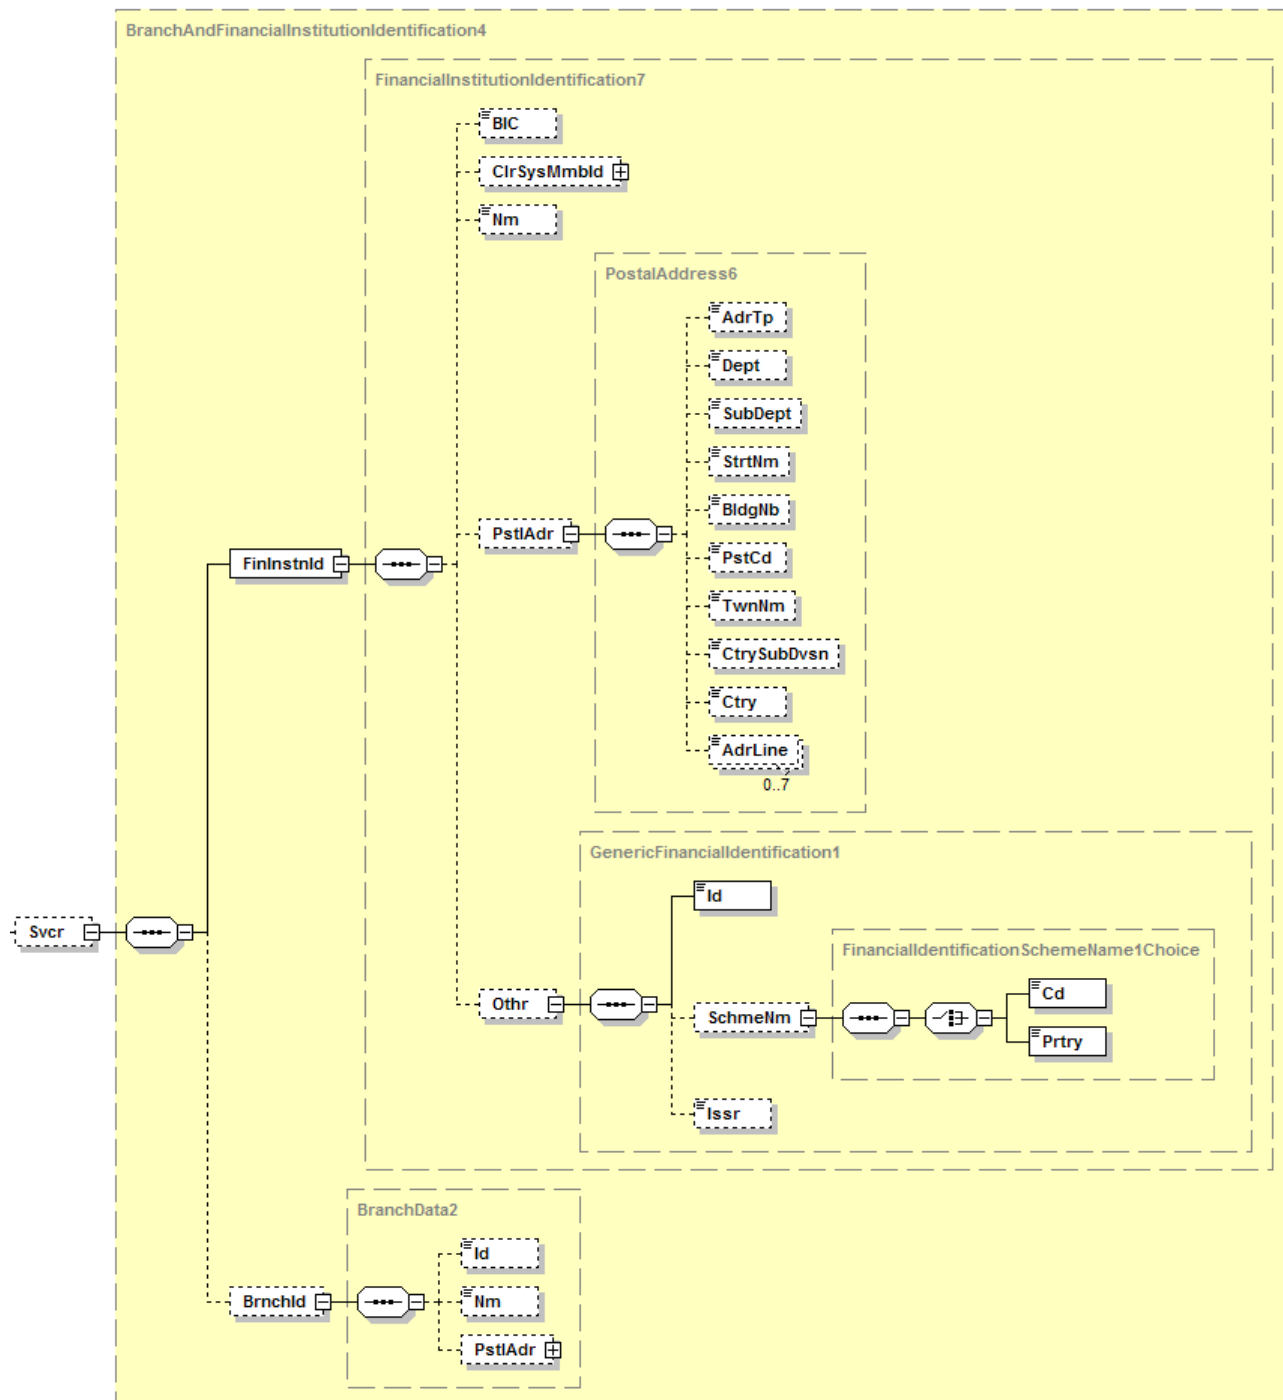 BranchAndFinancialInstitutionIdentification4
FinancialInstitutionIdentification7
BIC
ClrSysMmbId
Nm
PostalAddress6
AdrTp
Dept
SubDept
StrtNm
BldgNb
PstlAdr
PstCd
FinInstnId
TwnNm
CtrySubDvsn
Ctry
AdrLine
0..7
GenericFinancialIdentification1
Id
Svcr
FinancialIdentificationSchemeName1Choice
Othr
Cd
SchmeNm
Prtry
Issr
BranchData2
Id
BrnchId
Nm
PstlAdr